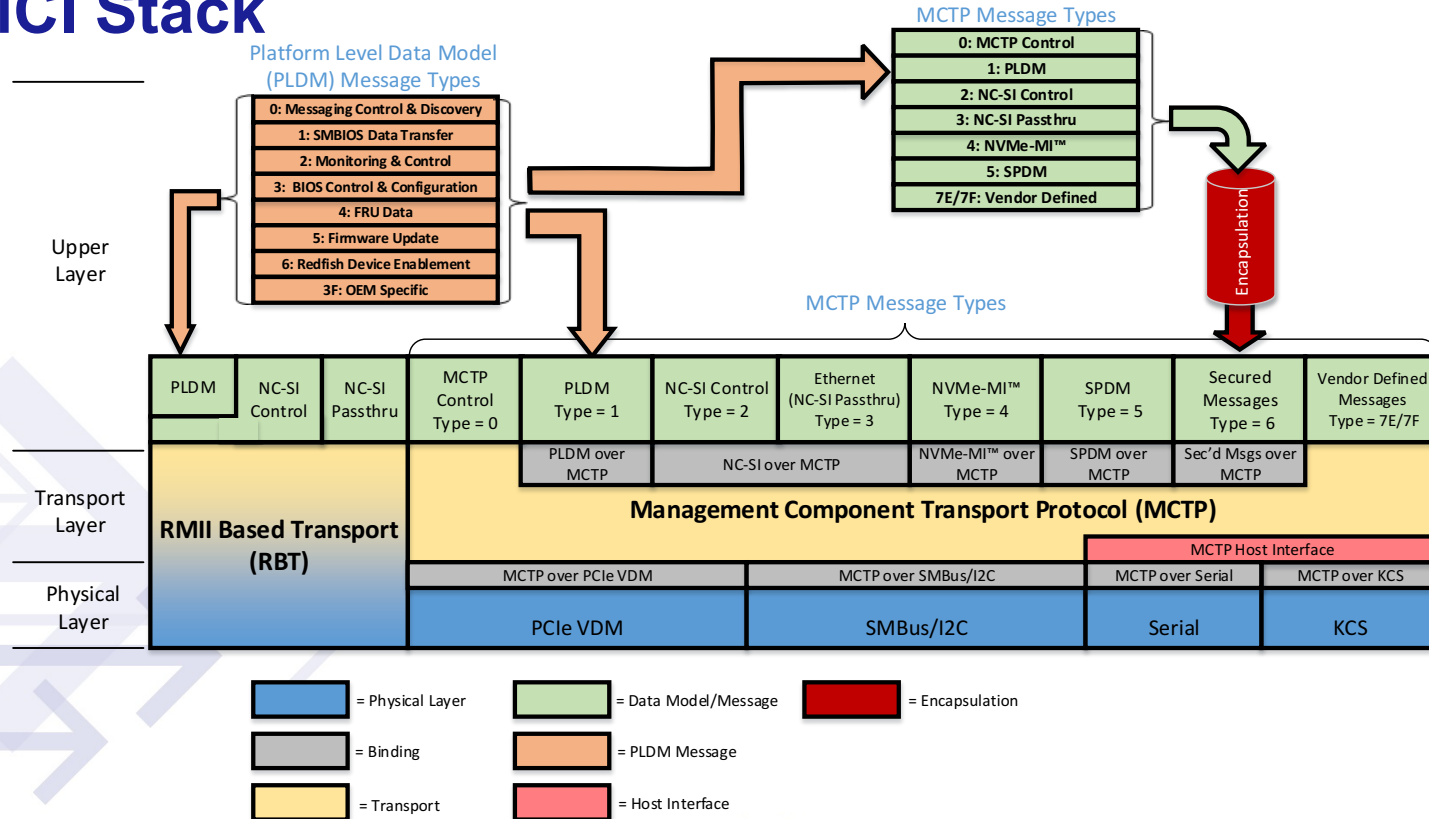 ICI Stack
MCTP Message Types
0: MCTP Control
1: PLDM
2: NC-SI Control
3: NC-SI Passthru
4: NVMe-MI™
5: SPDM
7E/7F: Vendor Defined
Platform Level Data Model
(PLDM) Message Types
0: Messaging Control & Discovery
1: SMBIOS Data Transfer
2: Monitoring & Control
3: BIOS Control & Configuration
4: FRU Data
5: Firmware Update
6: Redfish Device Enablement
3F: OEM Specific
Encapsulation
Upper
Layer
MCTP Message Types
PLDM
NC-SI
Control
NC-SI
Passthru
MCTP
Control
Type = 0
PLDM
Type = 1
NC-SI Control
Type = 2
Ethernet
(NC-SI Passthru)
Type = 3
NVMe-MI™
Type = 4
SPDM
Type = 5
Secured
Messages
Type = 6
Vendor Defined
Messages
Type = 7E/7F
PLDM over
MCTP
NC-SI over MCTP
NVMe-MI™ over
MCTP
SPDM over
MCTP
Sec'd Msgs over
MCTP
Transport
Layer
RMII Based Transport
(RBT)
Management Component Transport Protocol (MCTP)
MCTP Host Interface
MCTP over PCIe VDM
MCTP over SMBus/I2C
MCTP over Serial
MCTP over KCS
Physical
Layer
PCIe VDM
SMBus/I2C
Serial
KCS
= Physical Layer
= Data Model/Message
= Encapsulation
= Binding
= PLDM Message
= Transport
= Host Interface